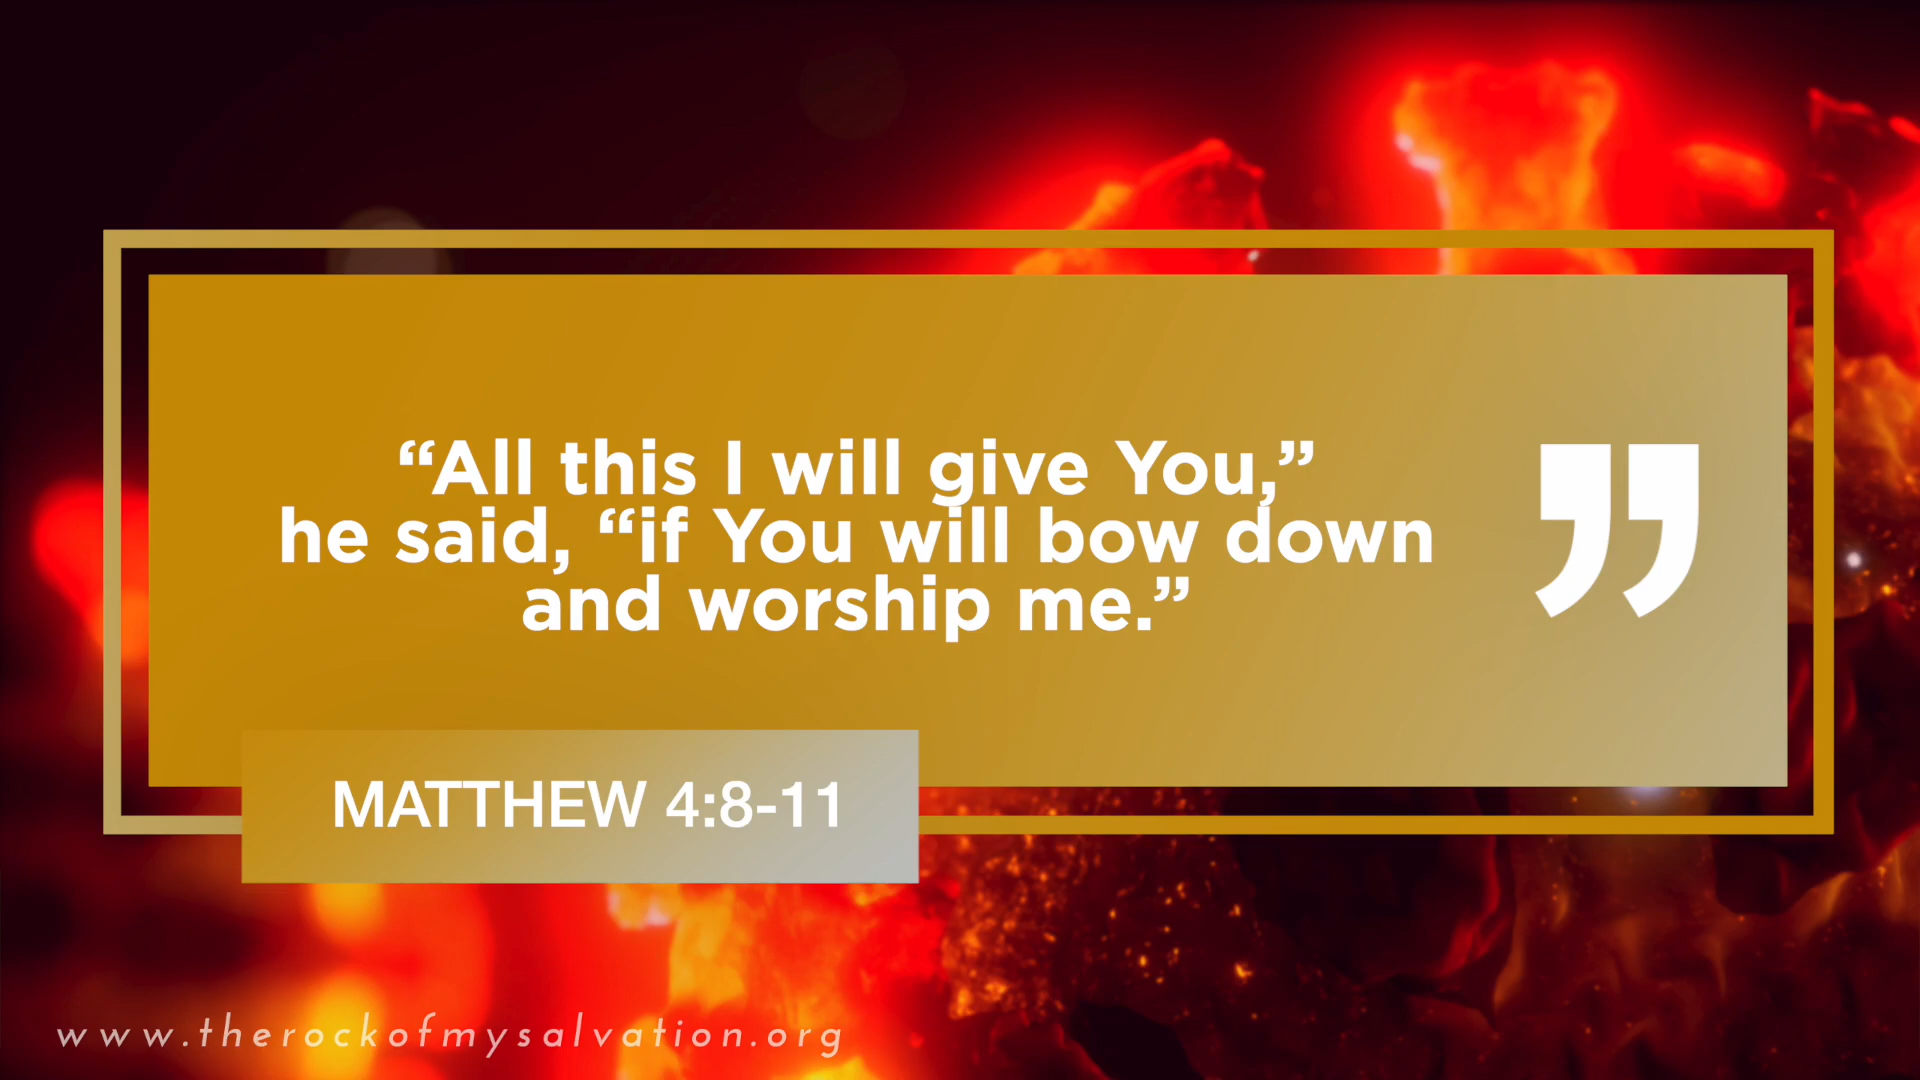 “All this I will give You,”
he said, “if You will bow down
and worship me.”
”
MATTHEW 4:8-11
www.therockofmysalvation.org